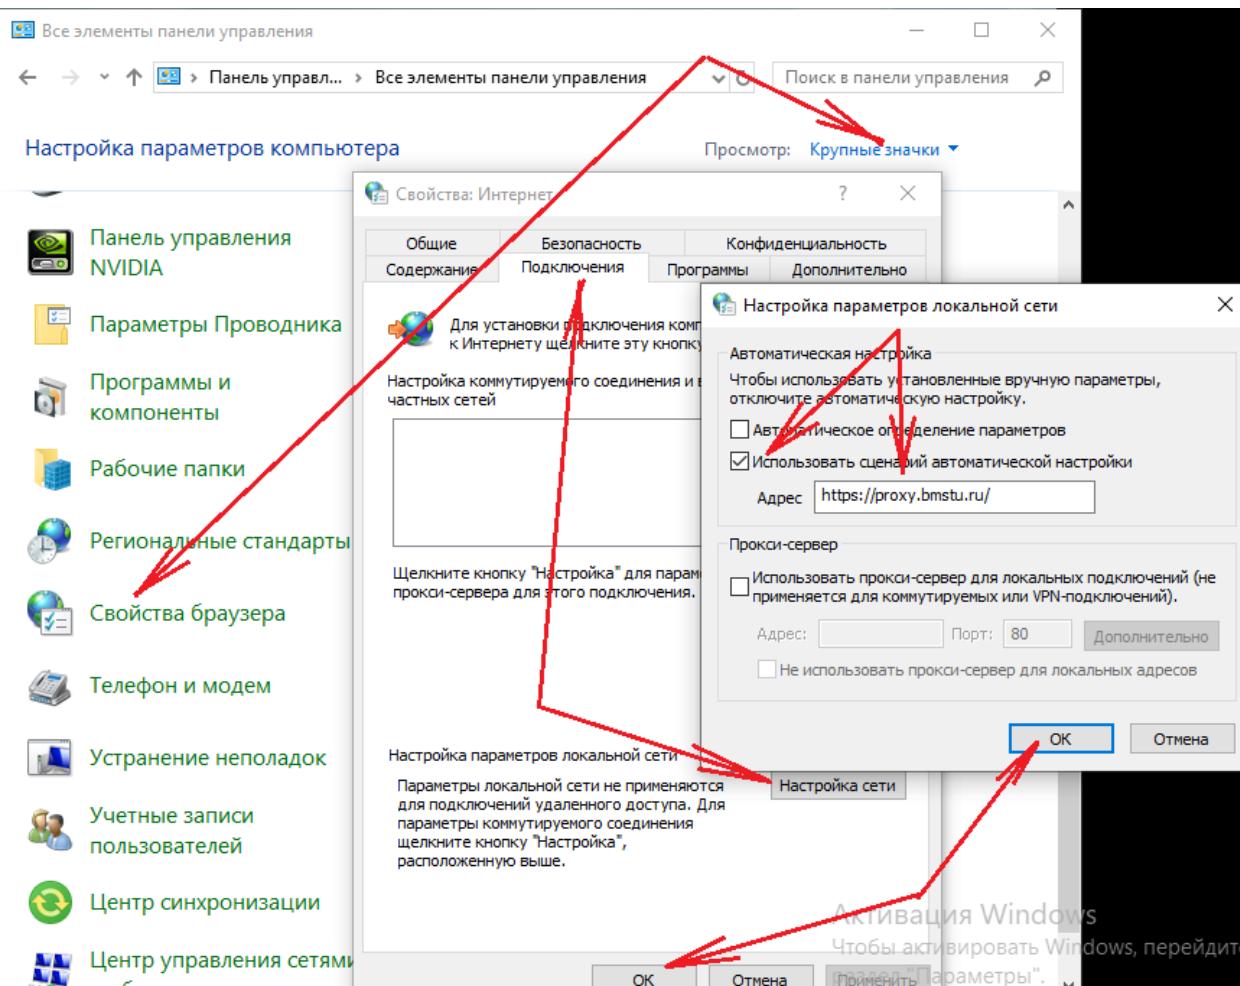 Все элементы панели управления
Панель управл... › Все элементы панели управления
Поиск в панели управления
Настройка параметров компьютера
Просмотр: Крупные значки
Панель управления
NVIDIA
Параметры Проводника
Программы и
компоненты
Рабочие папки
Региональные стандарты
Свойства браузера
Телефон и модем
Устранение неполадок
Учетные записи
пользователей
Центр синхронизации
Центр управления сетями
Свойства: Интернет
?
Общие Безопасность Конфиденциальность
Содержание Подключения Программы Дополнительно
Для установки подключения
к Интернету щелкните эту кнопку
Настройка коммутируемого соединения и
частных сетей
Щелкните кнопку "Настройка" для
прокси-сервера для этого подключения.
Настройка параметров локальной сети
Параметры локальной сети не применяются
для подключений удаленного доступа. Для
параметры коммутируемого соединения
щелкните кнопку "Настройка",
расположенную выше.
Настройка сети
ОК Отмена Применить
Настройка параметров локальной сети
Автоматическая настройка
Чтобы использовать установленные вручную параметры,
отключите автоматическую настройку.
Автоматическое определение параметров
Использовать сценарий автоматической настройки
Адрес https://proxy.bmstu.ru/
Прокси-сервер
Использовать прокси-сервер для локальных подключений (не
применяется для коммутируемых или VPN-подключений).
Адрес: Порт: 80 Дополнительно
Не использовать прокси-сервер для локальных адресов
ОК Отмена
Активация Windows
Чтобы активировать Windows, перейдите
раздел "Параметры".